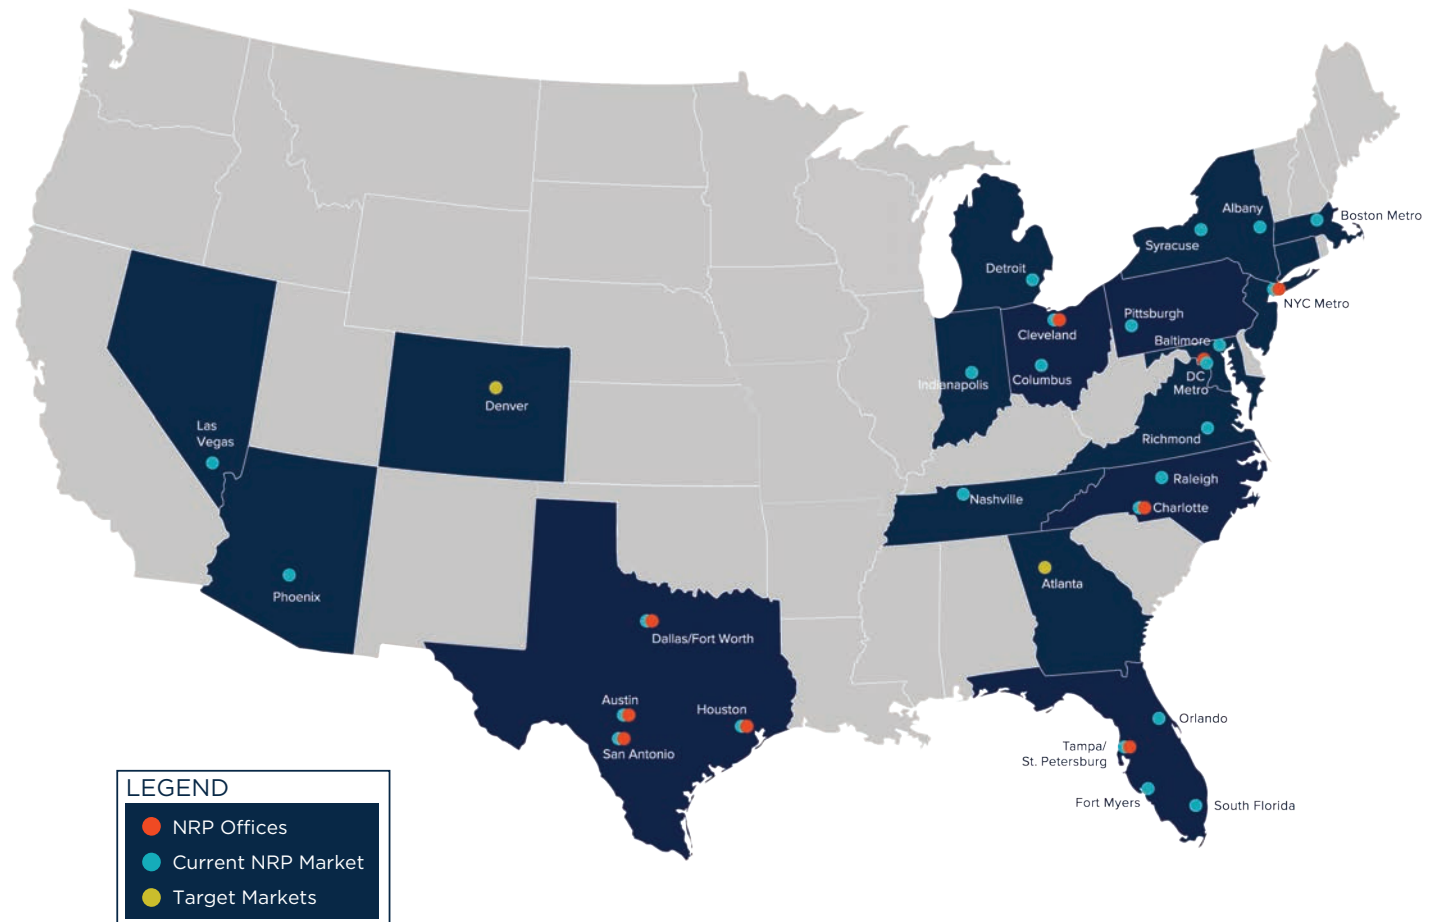 Albany
Boston Metro
Syracuse
Detroit
NYC Metro
Pittsburgh
Cleveland
Baltimore
DC
Metro
Indianapolis
Columbus
Denver
Las
Vegas
Richmond
Raleigh
Nashville
Charlotte
Atlanta
Phoenix
Dallas/Fort Worth
Austin
Houston
San Antonio
Orlando
Tampa/
St. Petersburg
Fort Myers
South Florida
LEGEND
NRP Offices
Current NRP Market
Target Markets